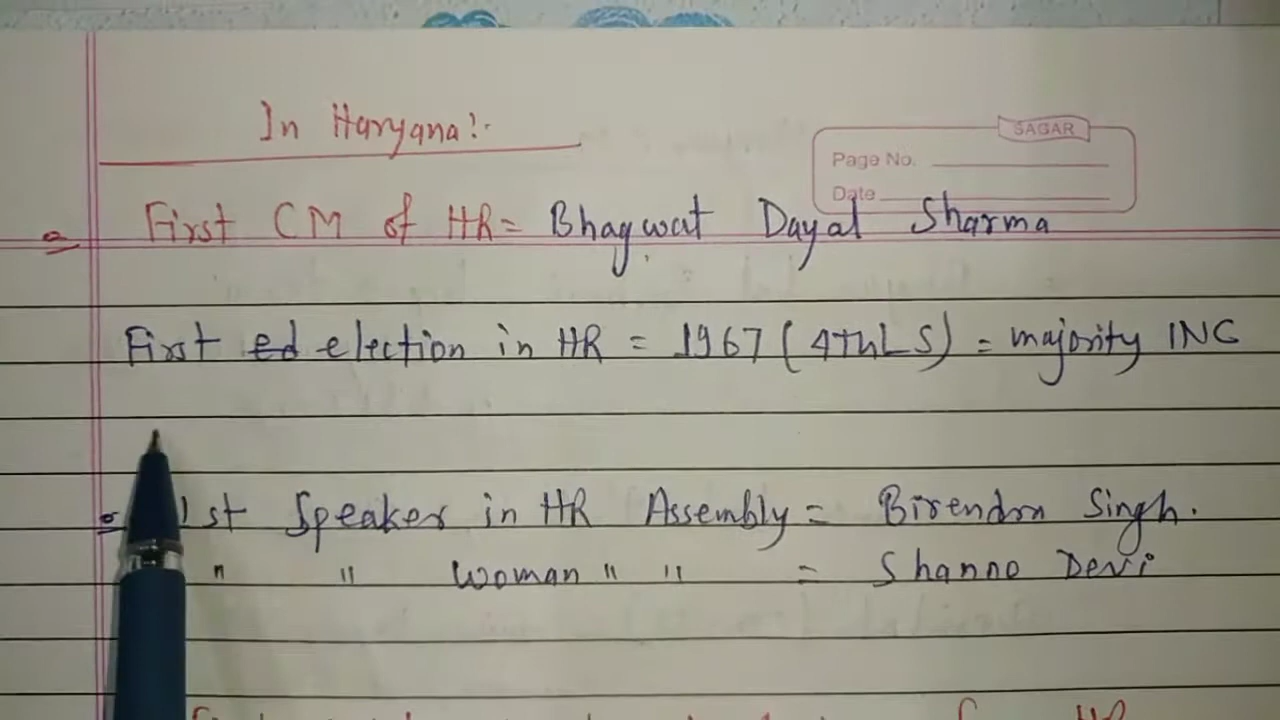 In Haryana:-
SAGAR
Page No.
Date
First CM of HR = Bhagwat Dayal Sharma
First ed election in HR = 1967 (4th LS) = majority INC
1st Speaker in HR Assembly = Birendra Singh.
" " woman " " = Shanno Devi